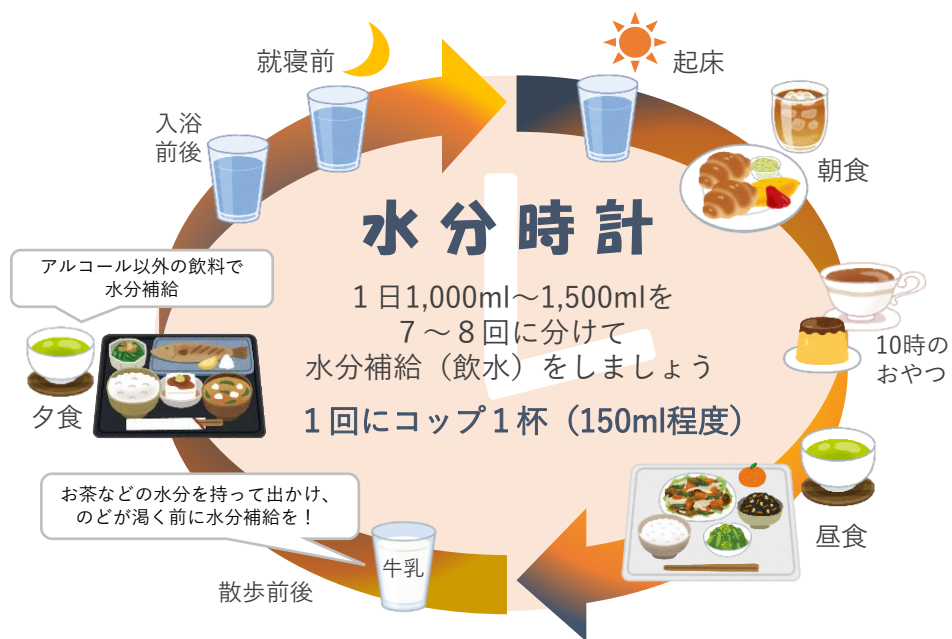 水分時計
1日1,000ml～1,500mlを
7～8回に分けて
水分補給（飲水）をしましょう
1回にコップ1杯（150ml程度）
起床
朝食
10時の
おやつ
昼食
牛乳
散歩前後
お茶などの水分を持って出かけ、
のどが渇く前に水分補給を！
夕食
アルコール以外の飲料で
水分補給
入浴
前後
就寝前